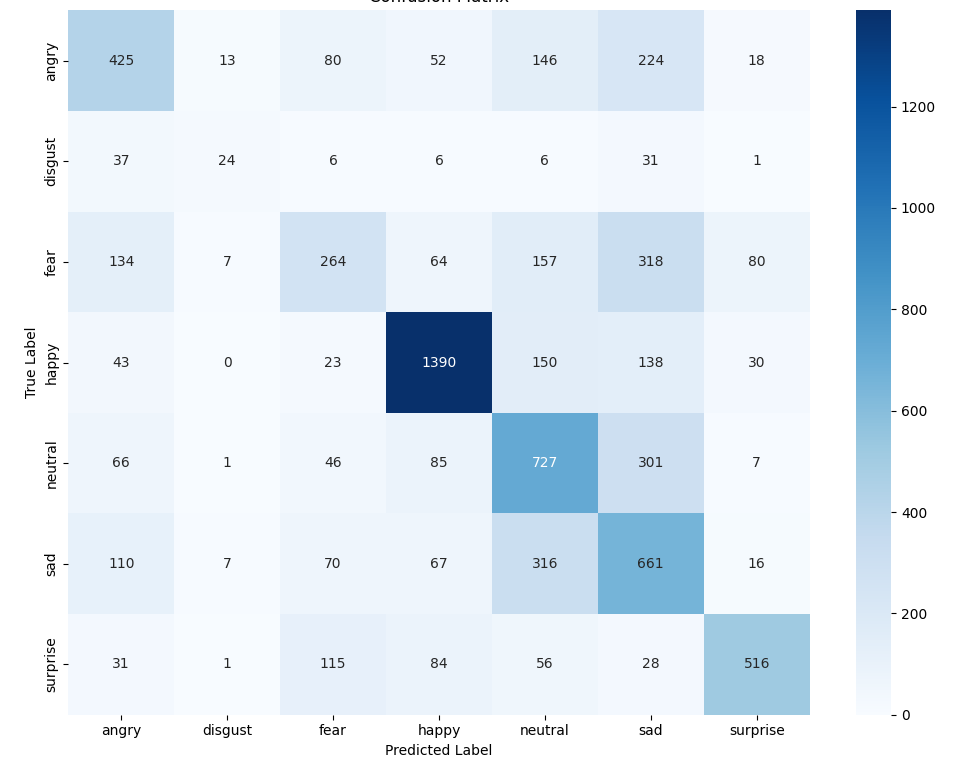 Confusion Matrix
angry 425 13 80 52 146 224 18
disgust 37 24 6 6 6 31 1
fear 134 7 264 64 157 318 80
happy 43 0 23 1390 150 138 30
neutral 66 1 46 85 727 301 7
sad 110 7 70 67 316 661 16
surprise 31 1 115 84 56 28 516
angry disgust fear happy neutral sad surprise
Predicted Label
True Label
1200
1000
800
600
400
200
0